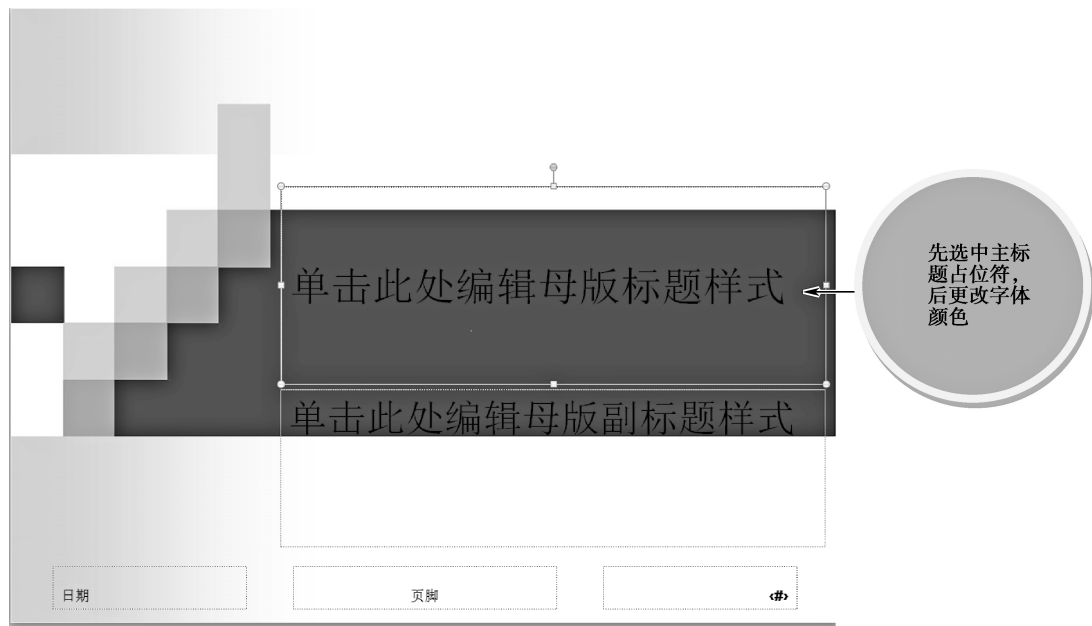 单击此处编辑母版标题样式
先选中主标
题占位符，
后更改字体
颜色
单击此处编辑母版副标题样式
日期
页脚
‹#›